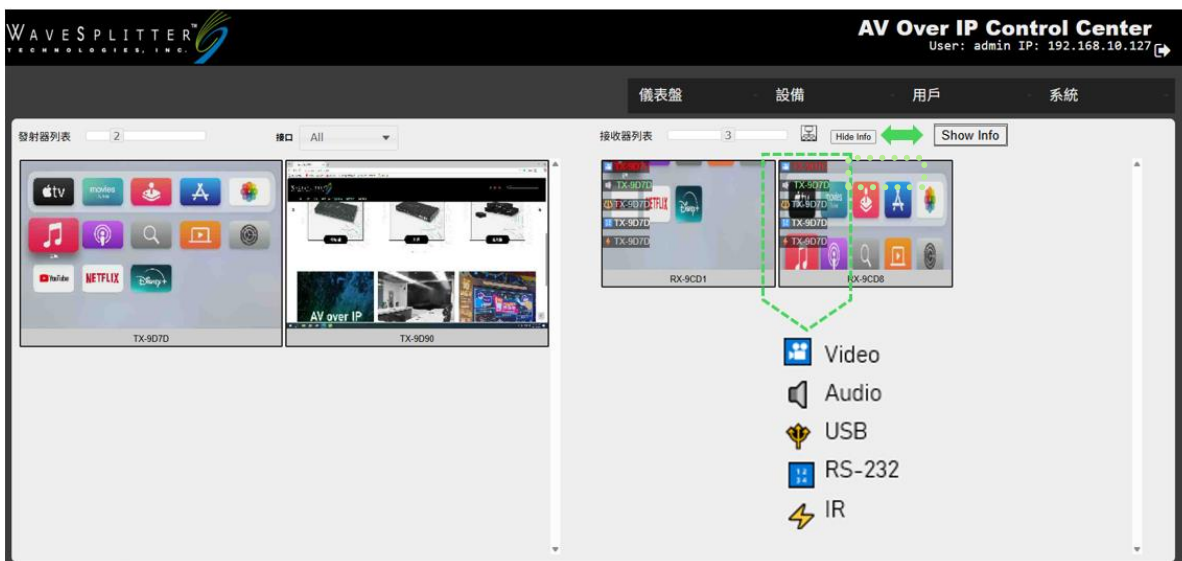 WAVESPLITTER™
TECHNOLOGIES, INC.
AV Over IP Control Center
User: admin IP: 192.168.10.127
儀表盤
設備
用戶
系統
發射器列表 2 接口 All
接收器列表 3 Hide Info Show Info
tv movies
YouTube NETFLIX Disney+
TX-9D7D
AV over IP
TX-9D90
TX-9D7D
TX-9D7D
TX-9D7D
TX-9D7D
Disney+
RX-9CD1
TX-9D7D
TX-9D7D
TX-9D7D
TX-9D7D
RX-9CD8
Video
Audio
USB
RS-232
IR